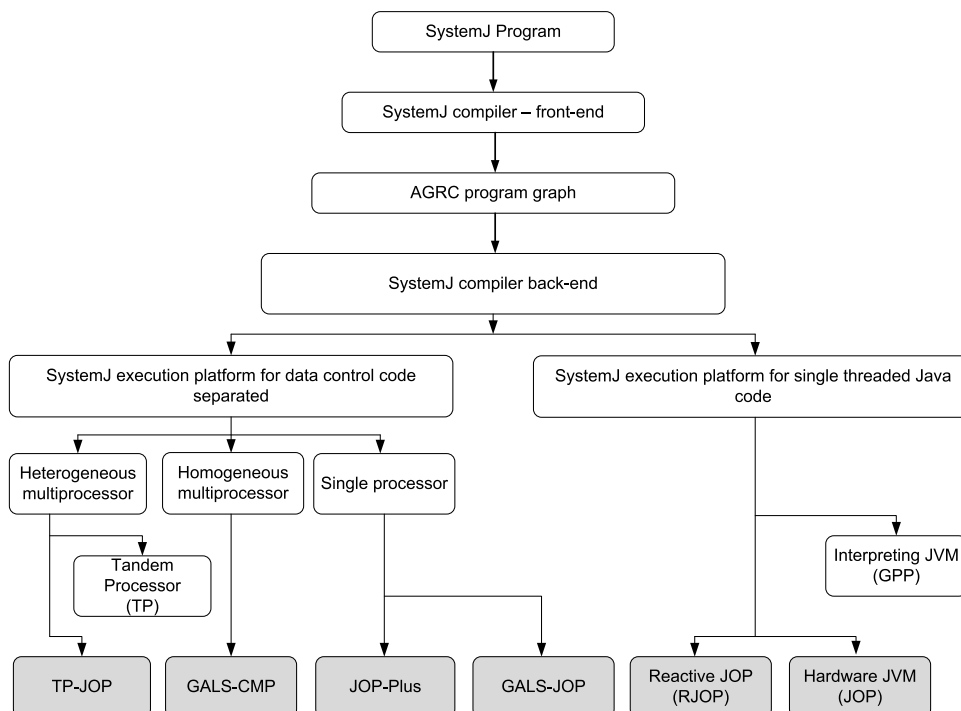 SystemJ Program
SystemJ compiler – front-end
AGRC program graph
SystemJ compiler back-end
SystemJ execution platform for data control code
separated
SystemJ execution platform for single threaded Java
code
Heterogeneous
multiprocessor
Homogeneous
multiprocessor
Single processor
Tandem
Processor
(TP)
Interpreting JVM
(GPP)
TP-JOP
GALS-CMP
JOP-Plus
GALS-JOP
Reactive JOP
(RJOP)
Hardware JVM
(JOP)